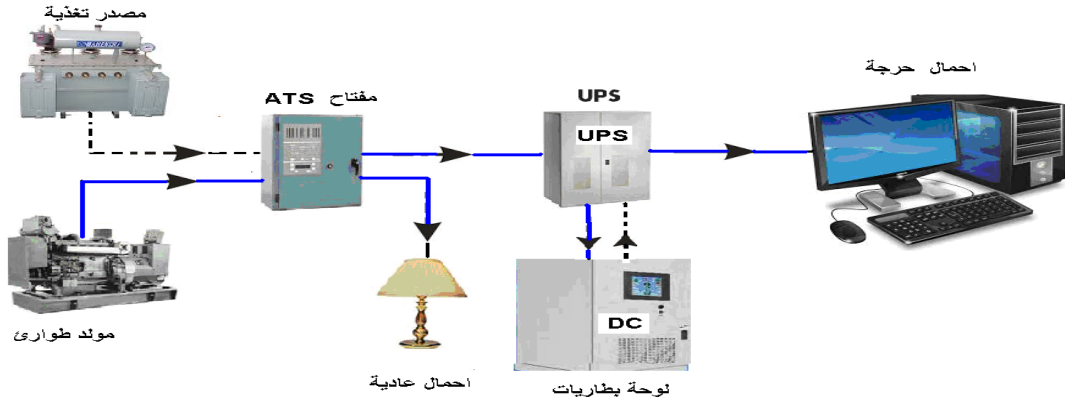 مصدر تغذية
مفتاح ATS
UPS
UPS
احمال حرجة
مولد طوارئ
احمال عادية
DC
لوحة بطاريات